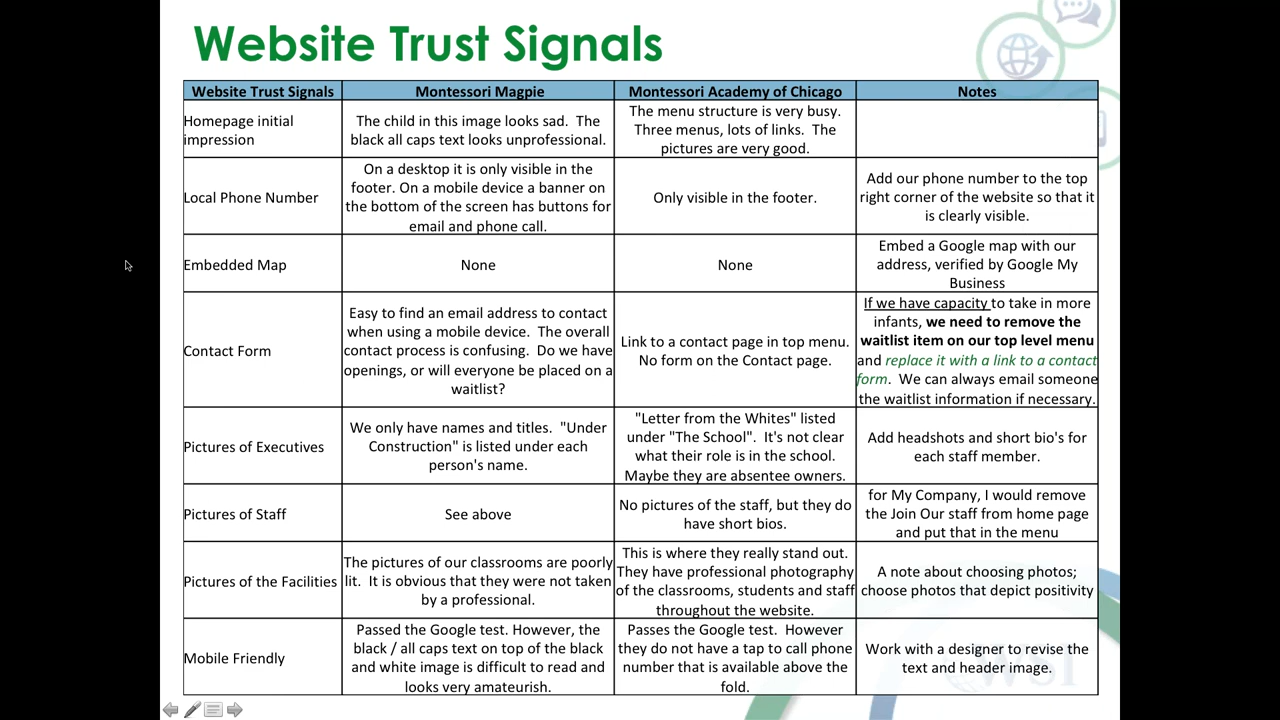 Website Trust Signals
Website Trust Signals Montessori Magpie Montessori Academy of Chicago Notes
Homepage initial
impression
The child in this image looks sad. The
black all caps text looks unprofessional.
The menu structure is very busy.
Three menus, lots of links. The
pictures are very good.
Local Phone Number
On a desktop it is only visible in the
footer. On a mobile device a banner on
the bottom of the screen has buttons for
email and phone call.
Only visible in the footer.
Add our phone number to the top
right corner of the website so that it
is clearly visible.
Embedded Map
None
None
Embed a Google map with our
address, verified by Google My
Business
Contact Form
Easy to find an email address to contact
when using a mobile device. The overall
contact process is confusing. Do we have
openings, or will everyone be placed on a
waitlist?
Link to a contact page in top menu.
No form on the Contact page.
If we have capacity to take in more
infants, we need to remove the
waitlist item on our top level menu
and replace it with a link to a contact
form. We can always email someone
the waitlist information if necessary.
Pictures of Executives
We only have names and titles. "Under
Construction" is listed under each
person's name.
"Letter from the Whites" listed
under "The School". It's not clear
what their role is in the school.
Maybe they are absentee owners.
Add headshots and short bio's for
each staff member.
Pictures of Staff
See above
No pictures of the staff, but they do
have short bios.
for My Company, I would remove
the Join Our staff from home page
and put that in the menu
Pictures of the Facilities
The pictures of our classrooms are poorly
lit. It is obvious that they were not taken
by a professional.
This is where they really stand out.
They have professional photography
of the classrooms, students and staff
throughout the website.
A note about choosing photos;
choose photos that depict positivity
Mobile Friendly
Passed the Google test. However, the
black / all caps text on top of the black
and white image is difficult to read and
looks very amateurish.
Passes the Google test. However
they do not have a tap to call phone
number that is available above the
fold.
Work with a designer to revise the
text and header image.
WSI